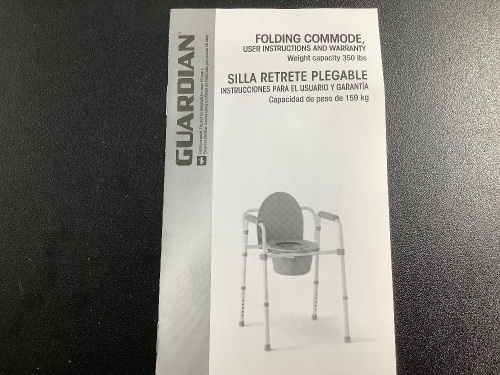 FOLDING COMMODE,
USER INSTRUCTIONS AND WARRANTY
Weight capacity 350 lbs
SILLA RETRETE PLEGABLE
INSTRUCCIONES PARA EL USUARIO Y GARANTÍA
Capacidad de peso de 159 kg
GUARDIAN